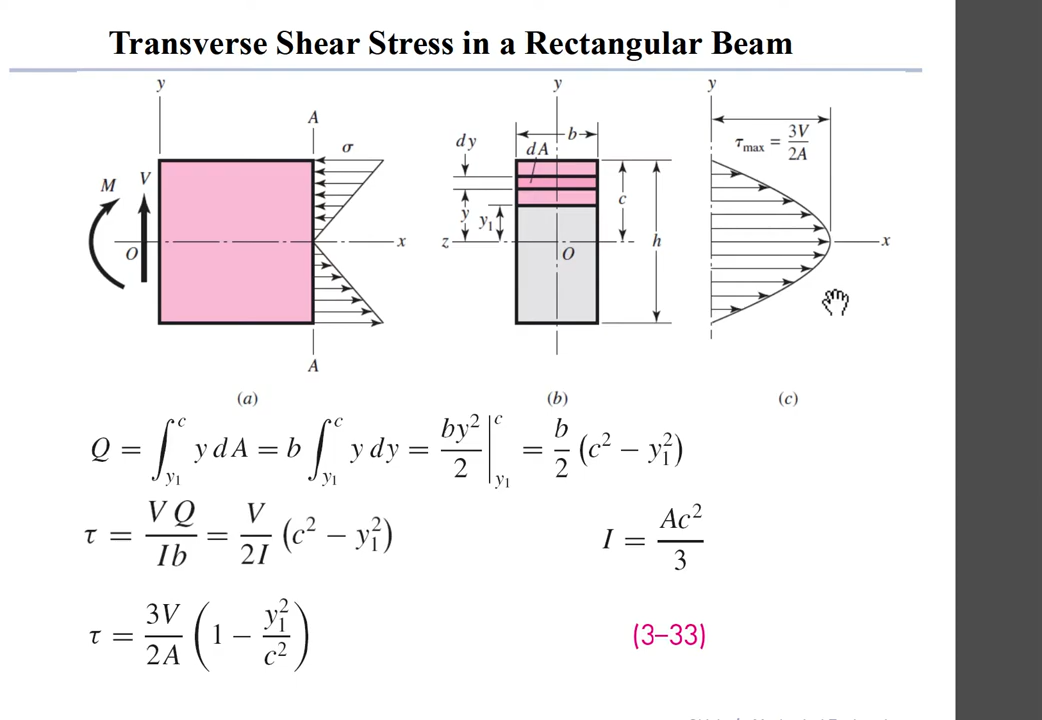 Transverse Shear Stress in a Rectangular Beam
y
A
σ
M
V
O
x
A
(a)
y
b
dy
dA
y
y₁
c
z
O
h
(b)
y
τmax = 3V/2A
x
(c)
Q = ∫_{y₁}^{c} y dA = b ∫_{y₁}^{c} y dy = by²/2 |_{y₁}^{c} = b/2 (c² − y₁²)
τ = VQ/Ib = V/2I (c² − y₁²)
I = Ac²/3
τ = 3V/2A (1 − y₁²/c²)
(3–33)